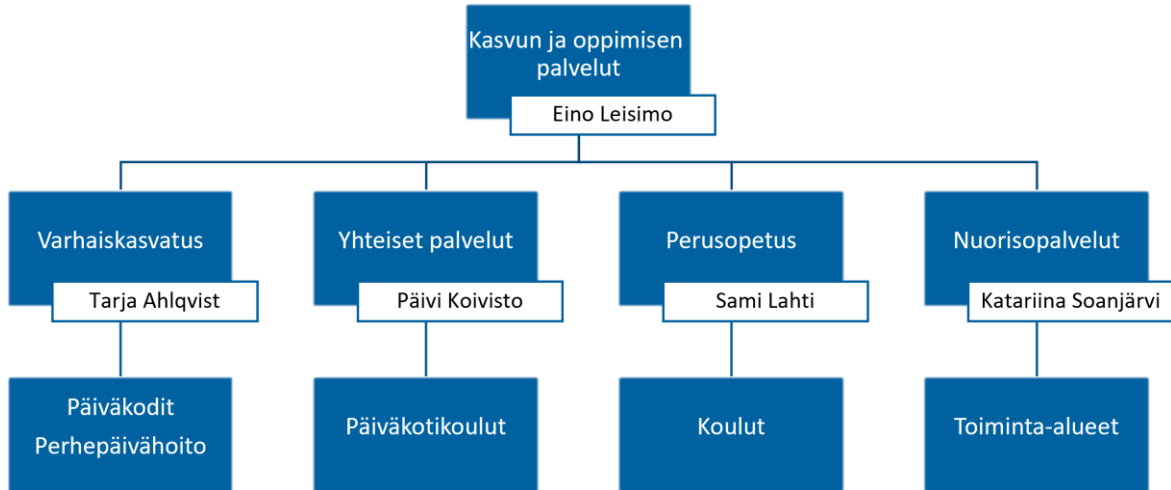 Kasvun ja oppimisen
palvelut
Eino Leisimo
Varhaiskasvatus
Tarja Ahlqvist
Yhteiset palvelut
Päivi Koivisto
Perusopetus
Sami Lahti
Nuorisopalvelut
Katariina Soanjärvi
Päiväkodit
Perhepäivähoito
Päiväkotikoulut
Koulut
Toiminta-alueet